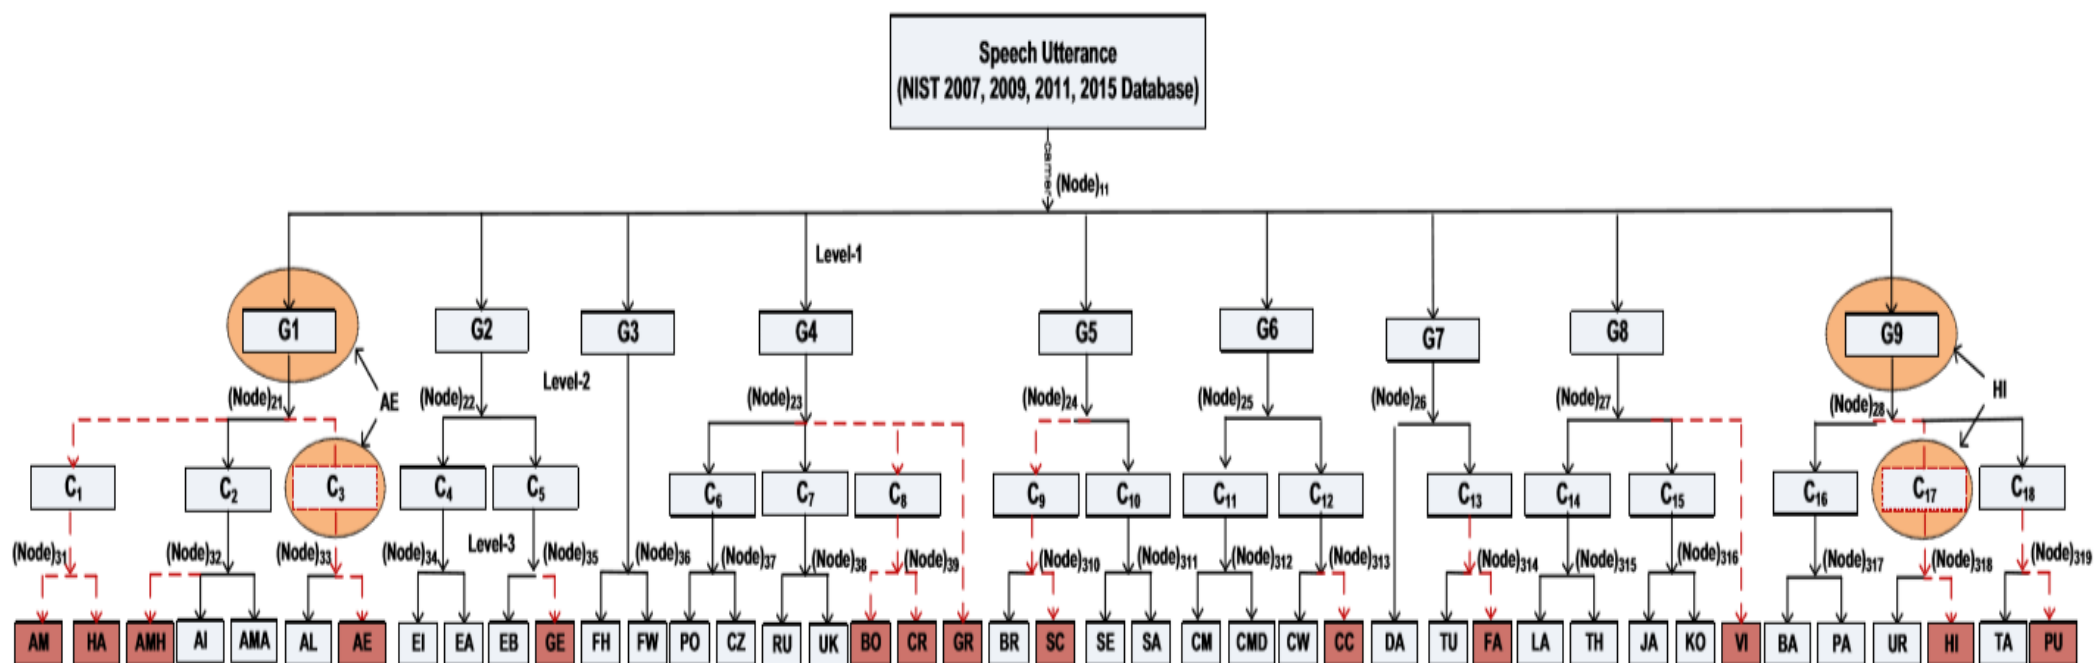 Speech Utterance
(NIST 2007, 2009, 2011, 2015 Database)
(Node)11
Level-1
G1 G2 G3 G4 G5 G6 G7 G8 G9
Level-2
AE HI
(Node)21 (Node)22 (Node)23 (Node)24 (Node)25 (Node)26 (Node)27 (Node)28
C1 C2 C3 C4 C5 C6 C7 C8 C9 C10 C11 C12 C13 C14 C15 C16 C17 C18
Level-3
(Node)31 (Node)32 (Node)33 (Node)34 (Node)35 (Node)36 (Node)37 (Node)38 (Node)39 (Node)310 (Node)311 (Node)312 (Node)313 (Node)314 (Node)315 (Node)316 (Node)317 (Node)318 (Node)319
AM HA AMH AI AMA AL AE EI EA EB GE FH FW PO CZ RU UK BO CR GR BR SC SE SA CM CMD CW CC DA TU FA LA TH JA KO VI BA PA UR HI TA PU